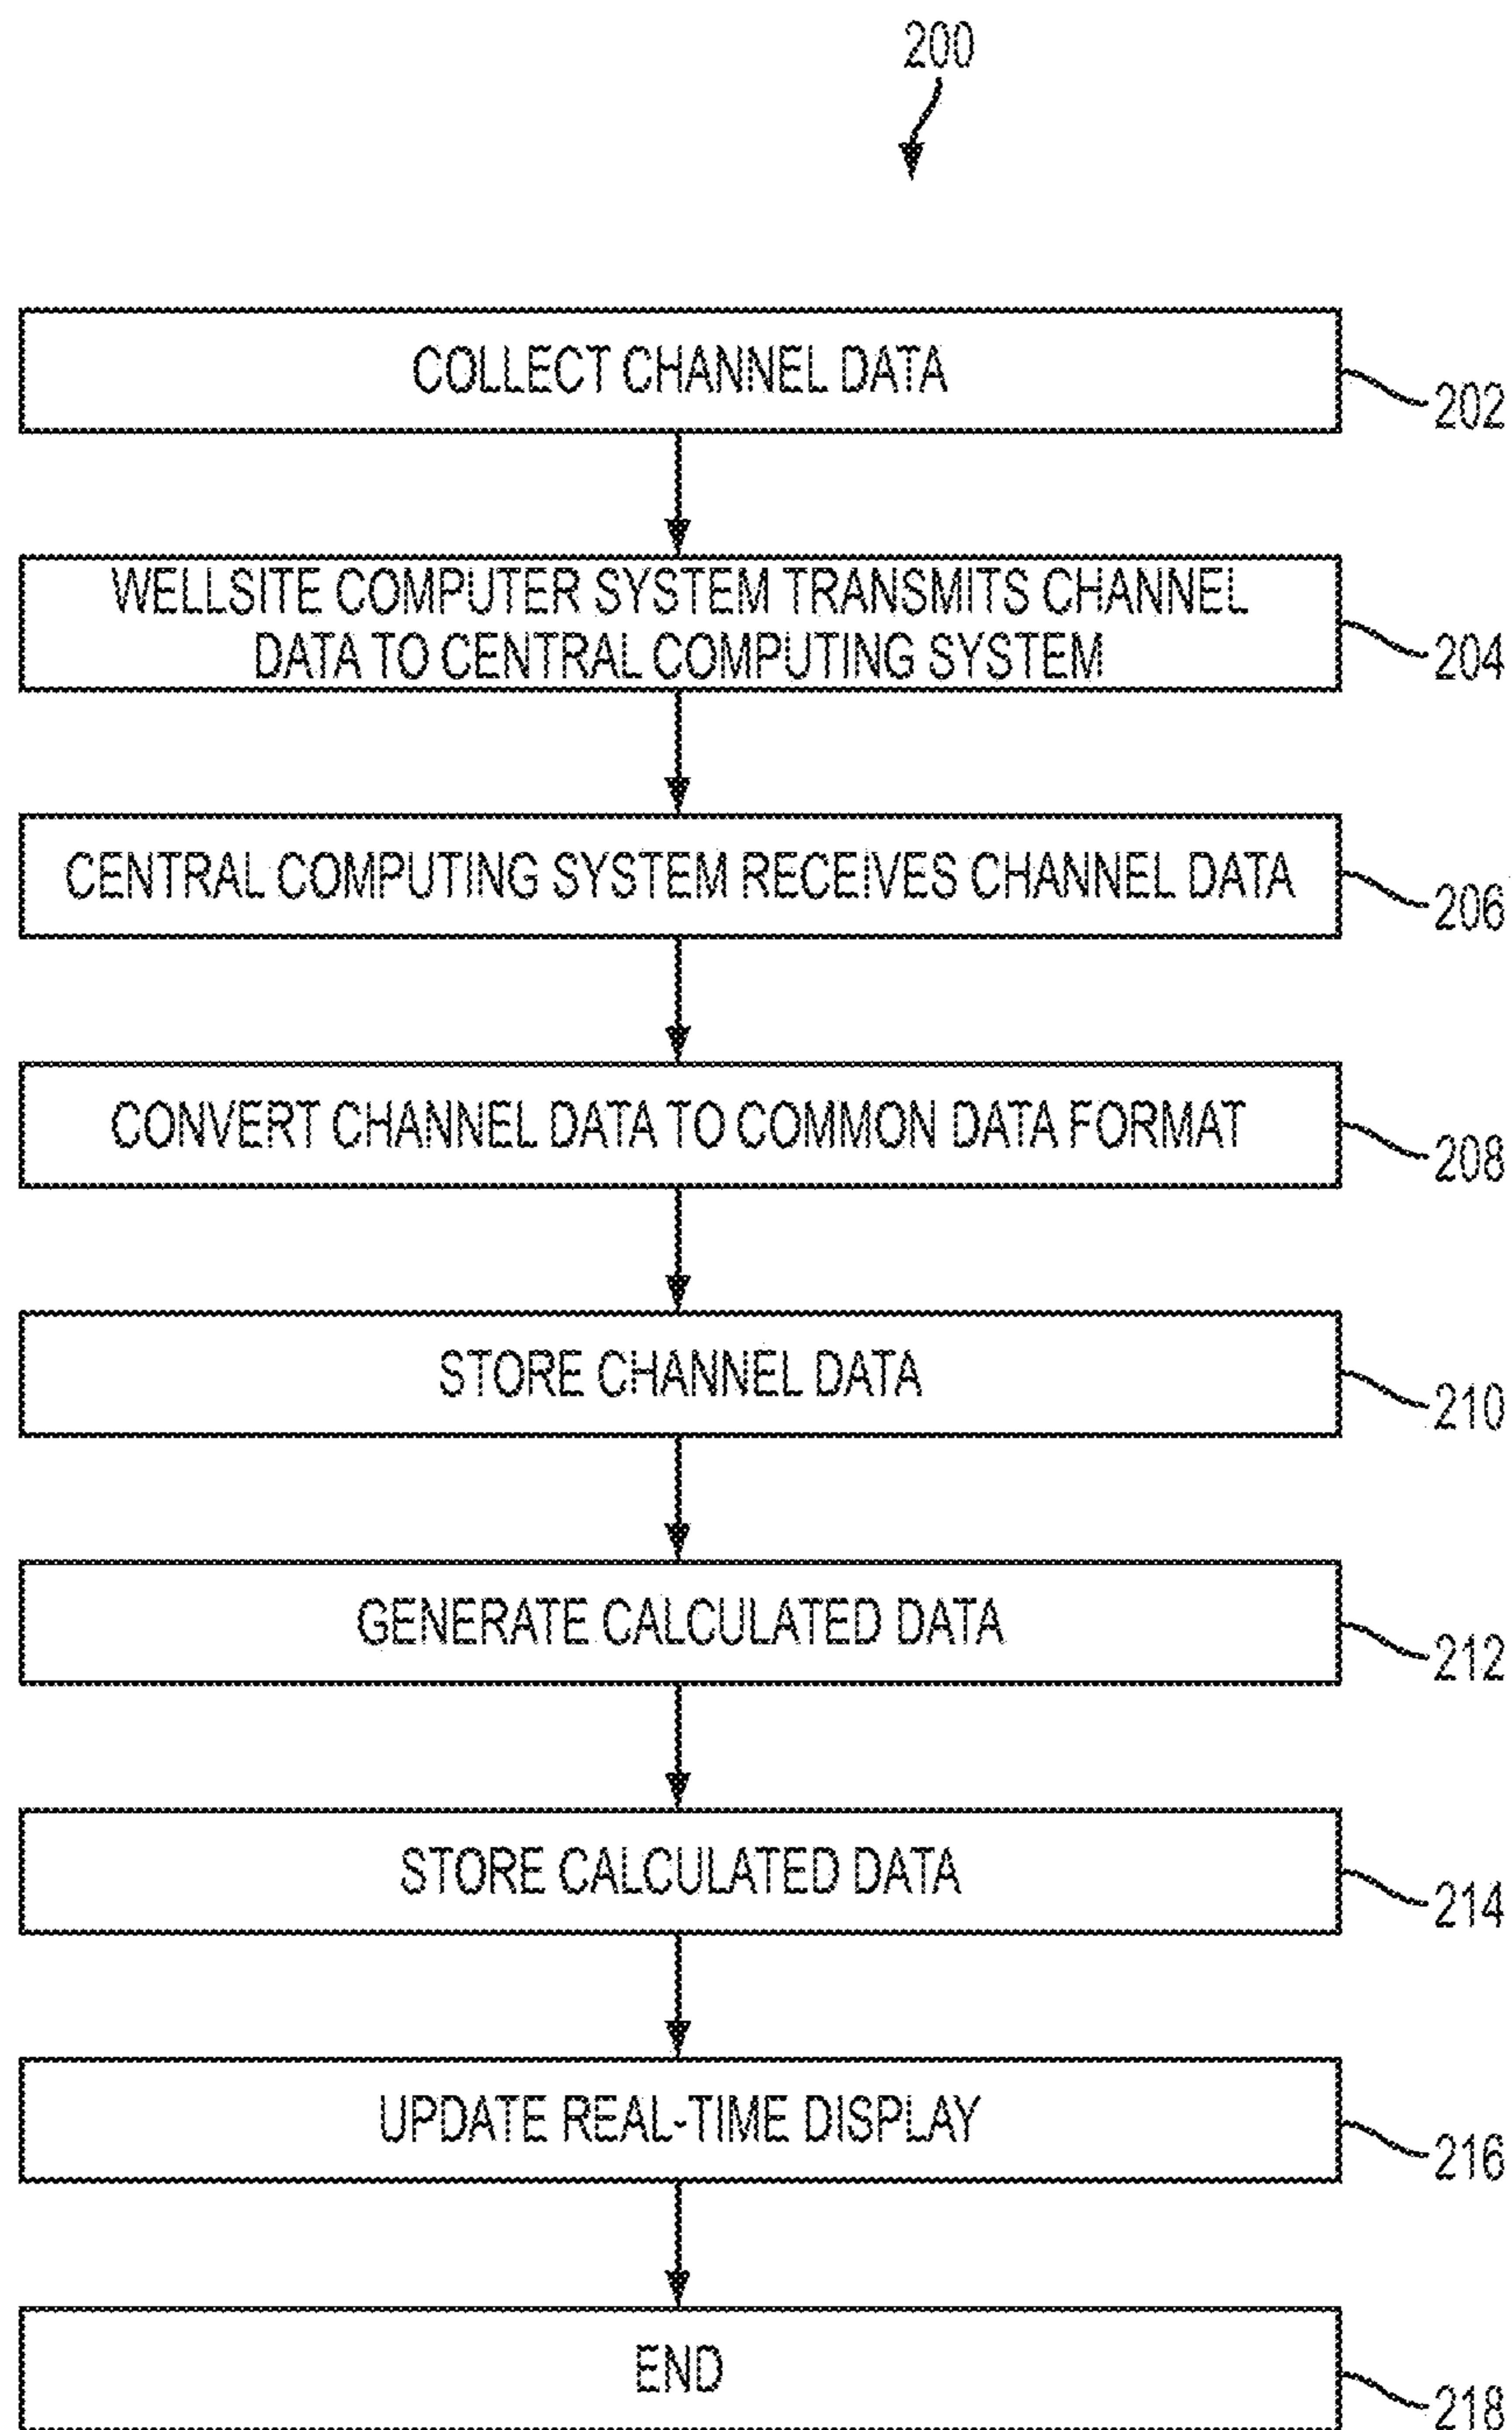 200
COLLECT CHANNEL DATA
202
WELLSITE COMPUTER SYSTEM TRANSMITS CHANNEL
DATA TO CENTRAL COMPUTING SYSTEM
204
CENTRAL COMPUTING SYSTEM RECEIVES CHANNEL DATA
206
CONVERT CHANNEL DATA TO COMMON DATA FORMAT
208
STORE CHANNEL DATA
210
GENERATE CALCULATED DATA
212
STORE CALCULATED DATA
214
UPDATE REAL-TIME DISPLAY
216
END
218